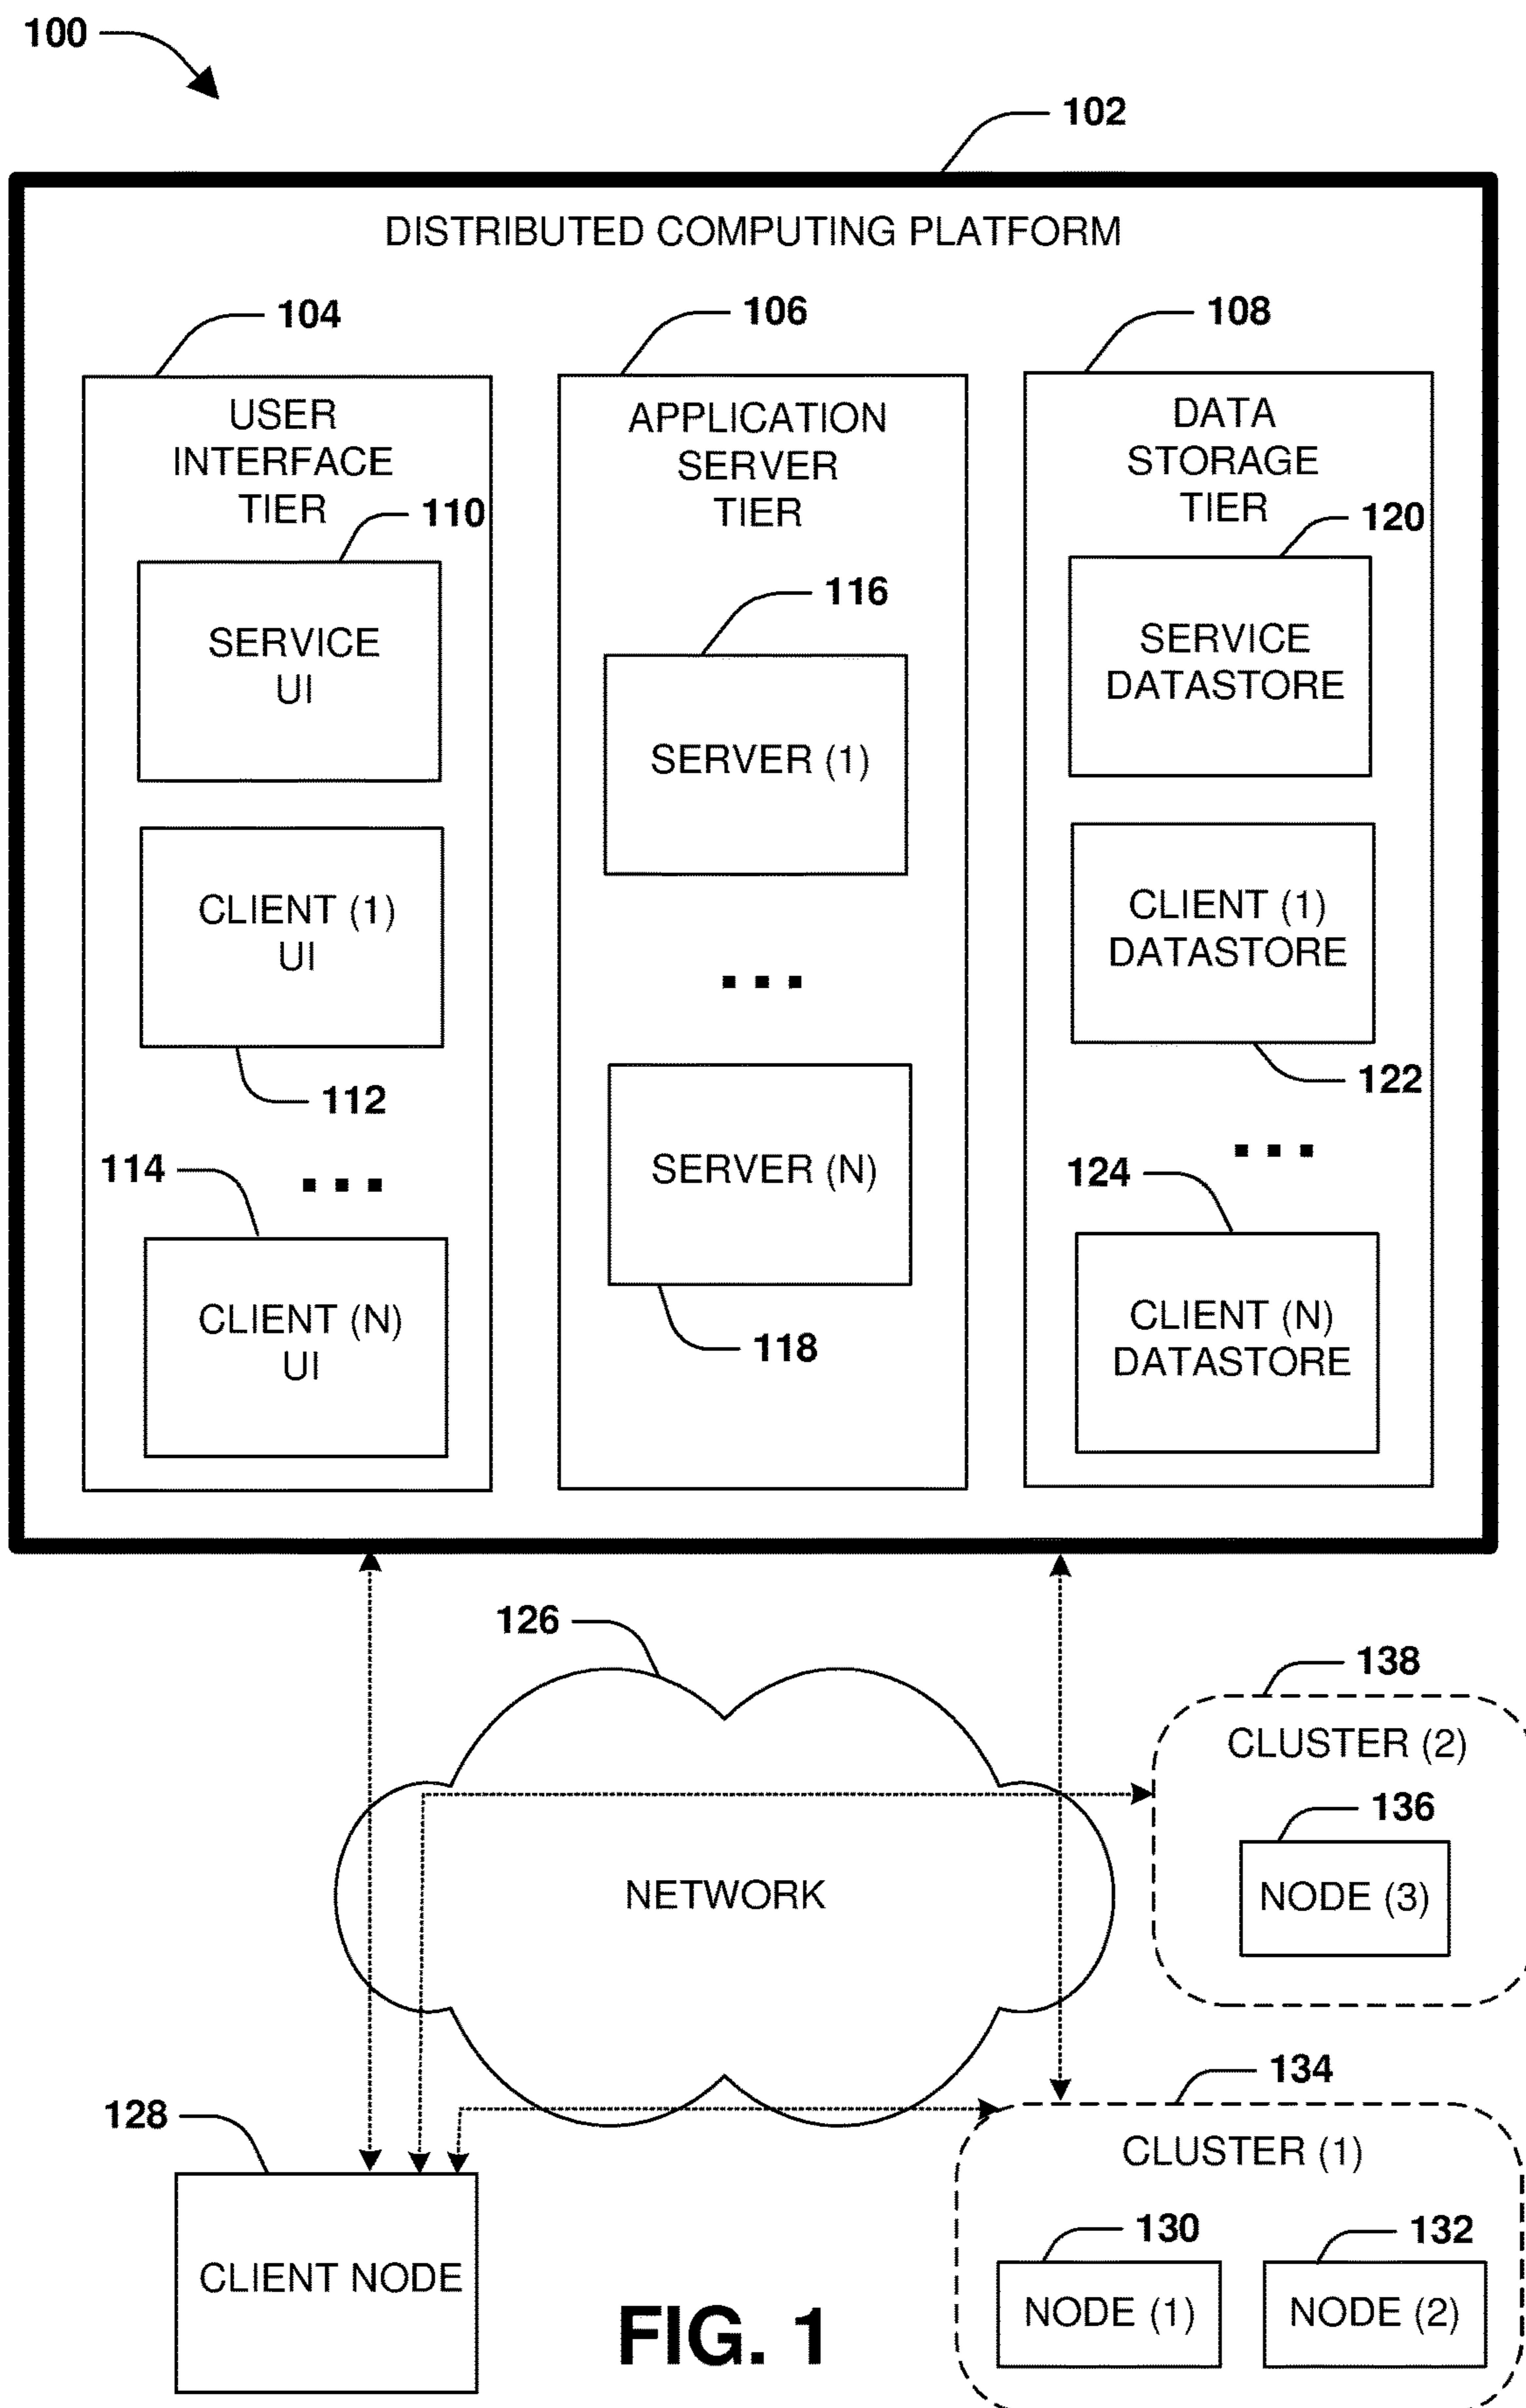 100
102
DISTRIBUTED COMPUTING PLATFORM
104
106
108
USER
INTERFACE
TIER
110
SERVICE
UI
CLIENT (1)
UI
112
114
CLIENT (N)
UI
APPLICATION
SERVER
TIER
116
SERVER (1)
SERVER (N)
118
DATA
STORAGE
TIER
120
SERVICE
DATASTORE
CLIENT (1)
DATASTORE
122
124
CLIENT (N)
DATASTORE
126
NETWORK
138
CLUSTER (2)
136
NODE (3)
134
CLUSTER (1)
130
NODE (1)
132
NODE (2)
128
CLIENT NODE
FIG. 1